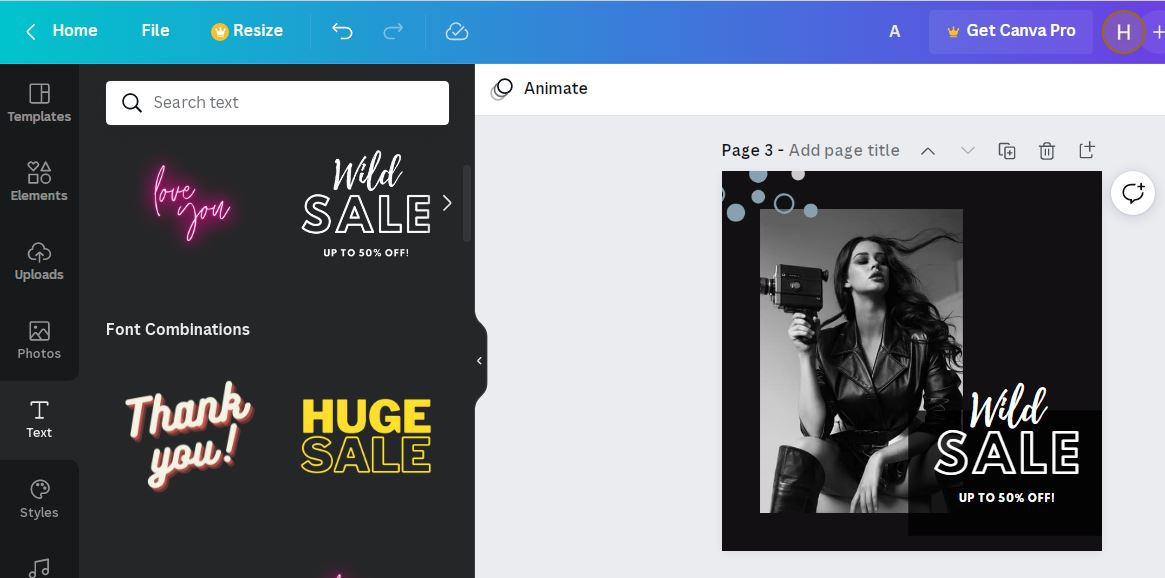 Home File Resize A Get Canva Pro H
Templates
Elements
Uploads
Photos
Text
Styles
Search text
love you
Wild
SALE
UP TO 50% OFF!
Font Combinations
Thank
you!
HUGE
SALE
Animate
Page 3 - Add page title
Wild
SALE
UP TO 50% OFF!